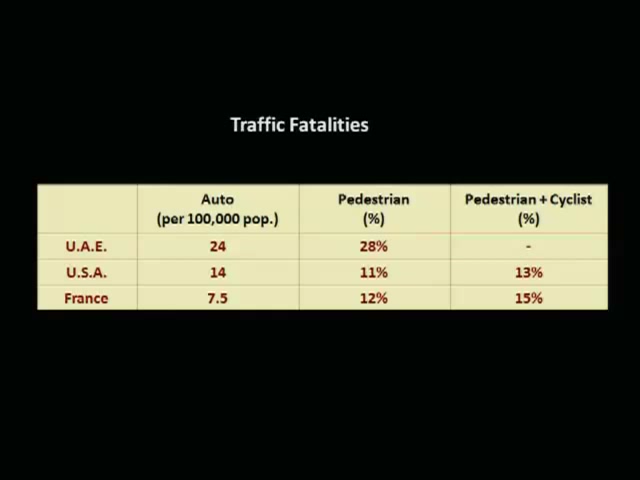 Traffic Fatalities
Auto Pedestrian Pedestrian + Cyclist
(per 100,000 pop.) (%) (%)
U.A.E. 24 28% -
U.S.A. 14 11% 13%
France 7.5 12% 15%